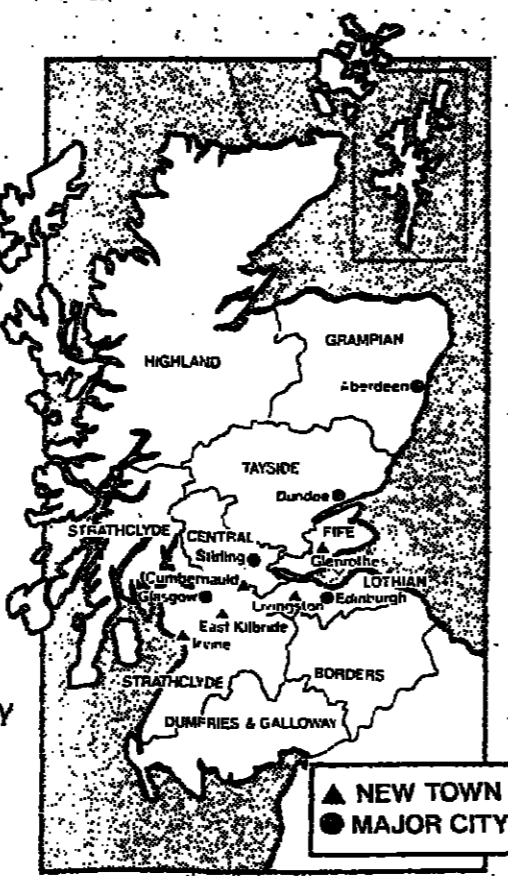 GRAMPIAN
HIGHLAND
Aberdeen
TAYSIDE
Dundee
STRATHCLYDE
CENTRAL
FIFE
Stirling
Glenrothes
Cumbernauld
LOTHIAN
Glasgow
Livingston
Edinburgh
East Kilbride
Irvine
STRATHCLYDE
BORDERS
DUMFRIES & GALLOWAY
Y
▲ NEW TOWN
● MAJOR CITY